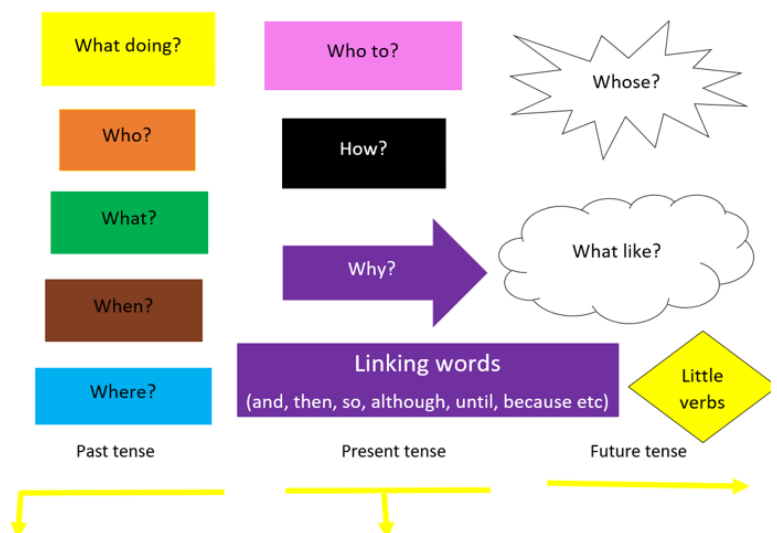 What doing?
Who to?
Whose?
Who?
How?
What?
Why?
What like?
When?
Linking words
(and, then, so, although, until, because etc)
Little
verbs
Where?
Past tense
Present tense
Future tense